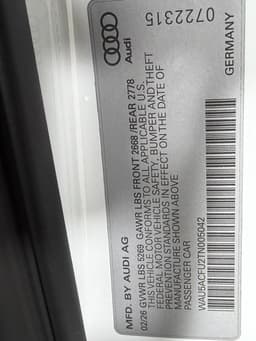 Audi
0722315
GERMANY
MFD. BY AUDI AG
02/26 GVWR LBS 5269 GAWR LBS FRONT 2668 /REAR 2778
THIS VEHICLE CONFORMS TO ALL APPLICABLE U.S.
FEDERAL MOTOR VEHICLE SAFETY, BUMPER AND THEFT
PREVENTION STANDARDS IN EFFECT ON THE DATE OF
MANUFACTURE SHOWN ABOVE
PASSENGER CAR
WAU5ACFU2TN005042